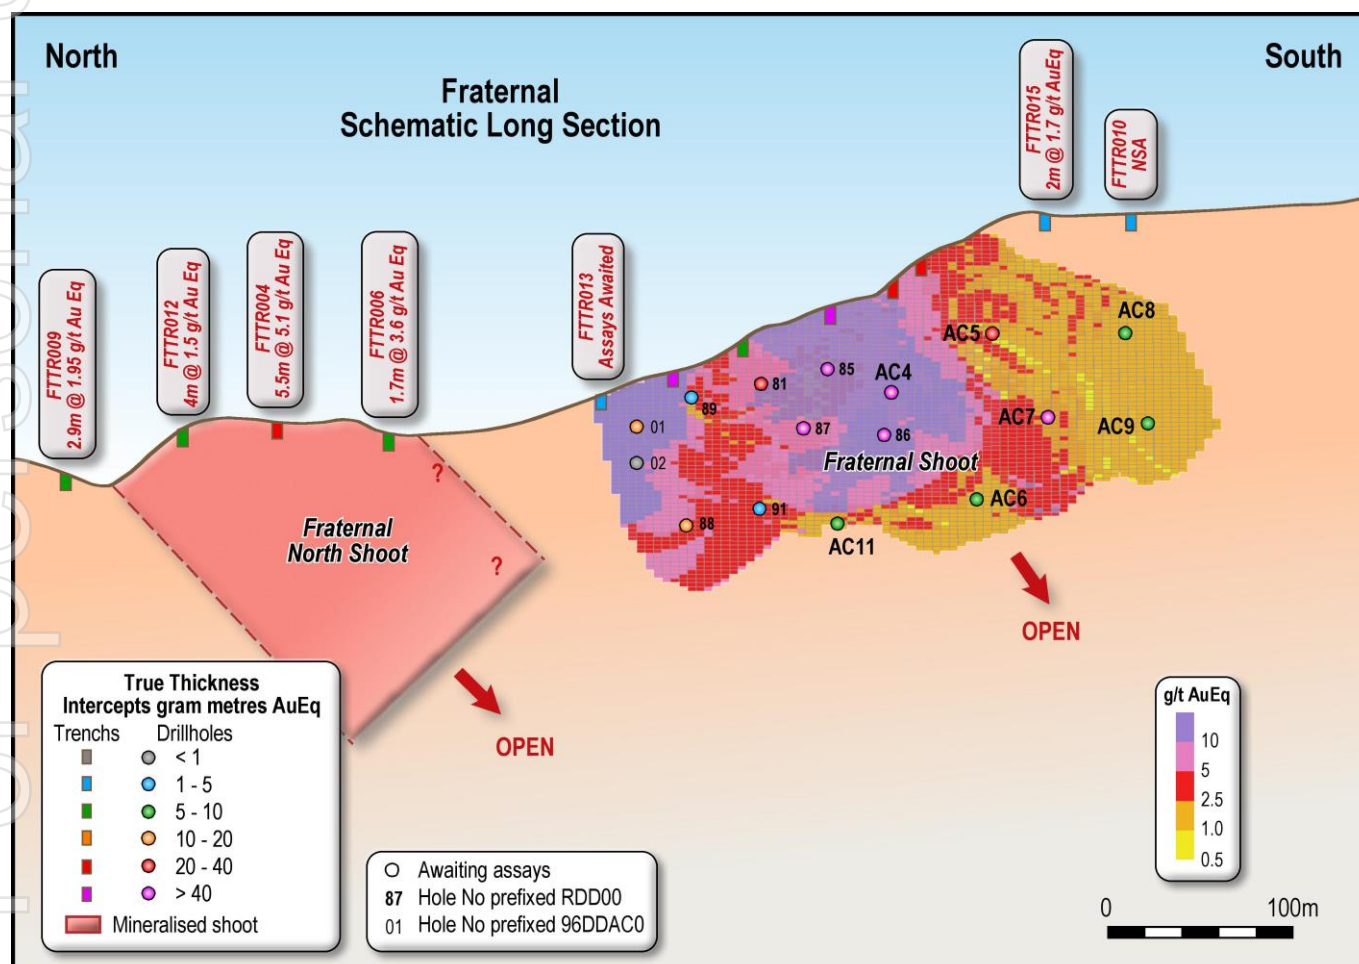 North
South
Fraternal
Schematic Long Section
FTTR009
2.9m @ 1.95 g/t Au Eq
FTTR012
4m @ 1.5 g/t Au Eq
FTTR004
5.5m @ 5.1 g/t Au Eq
FTTR006
1.7m @ 3.6 g/t Au Eq
FTTR013
Assays Awaited
FTTR015
2m @ 1.7 g/t AuEq
FTTR010
NSA
AC5
AC8
85
81
AC4
89
01
87
86
AC7
AC9
02
Fraternal Shoot
AC6
91
88
AC11
?
?
Fraternal
North Shoot
OPEN
OPEN
True Thickness
Intercepts gram metres AuEq
Trenchs Drillholes
< 1
1 - 5
5 - 10
10 - 20
20 - 40
> 40
Mineralised shoot
Awaiting assays
87 Hole No prefixed RDD00
01 Hole No prefixed 96DDAC0
g/t AuEq
10
5
2.5
1.0
0.5
0 100m